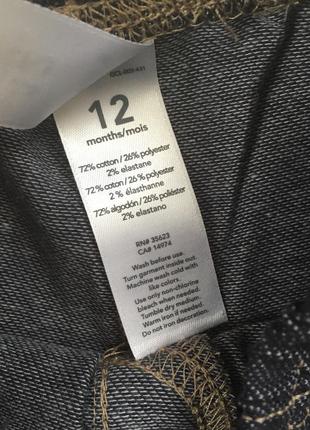 12
months/mois
72% cotton / 26% polyester
2% elastane
72% coton / 26% polyester
2% élasthanne
72% algodón / 26% poliéster
2% elastano
RN# 35623
CA# 14974
Wash before use.
Turn garment inside out.
Machine wash cold with
like colors.
Use only non-chlorine
bleach when needed.
Tumble dry medium.
Warm iron if needed.
Do not iron decoration.